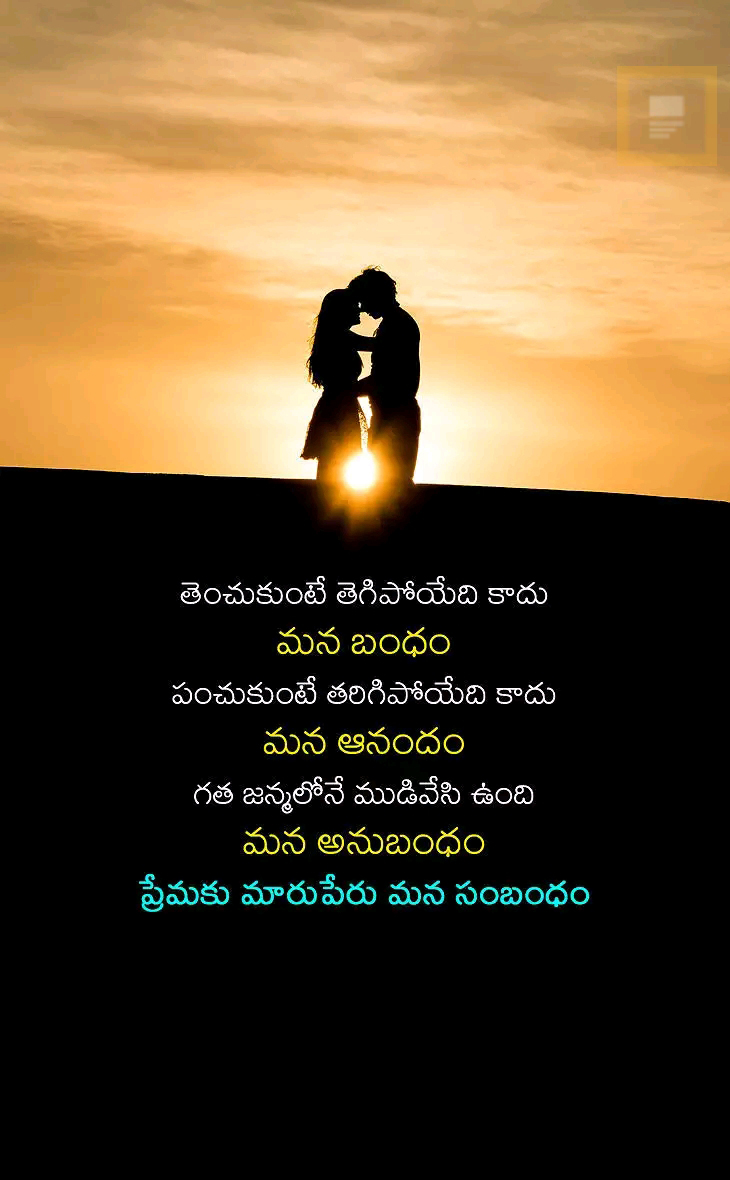 తెంచుకుంటే తెగిపోయేది కాదు
మన బంధం
పంచుకుంటే తరిగిపోయేది కాదు
మన ఆనందం
గత జన్మలోనే ముడివేసి ఉంది
మన అనుబంధం
ప్రేమకు మారుపేరు మన సంబంధం